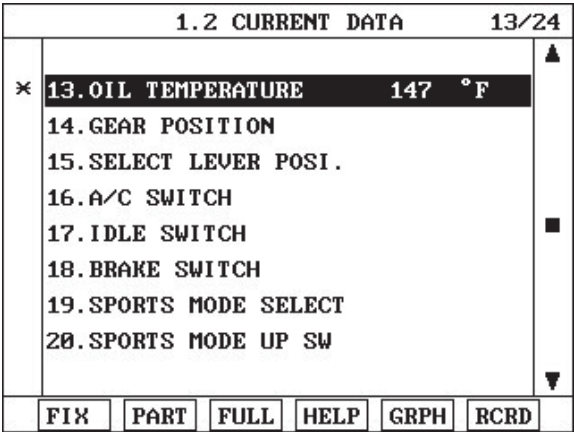 1.2 CURRENT DATA 13/24
* 13.OIL TEMPERATURE 147 °F
14.GEAR POSITION
15.SELECT LEVER POSI.
16.A/C SWITCH
17.IDLE SWITCH
18.BRAKE SWITCH
19.SPORTS MODE SELECT
20.SPORTS MODE UP SW
FIX PART FULL HELP GRPH RCRD